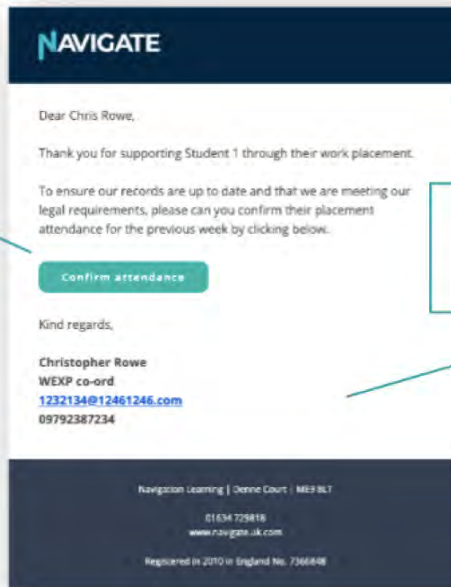 NAVIGATE
Dear Chris Rowe,
Thank you for supporting Student 1 through their work placement.
To ensure our records are up to date and that we are meeting our
legal requirements, please can you confirm their placement
attendance for the previous week by clicking below.
Confirm attendance
Kind regards,
Christopher Rowe
WEXP co-ord
1232134@12461246.com
09792387234
Navigation Learning | Denne Court | ME9 8LT
01634 729818
www.navigate.uk.com
Registered in 2010 in England No. 7366848